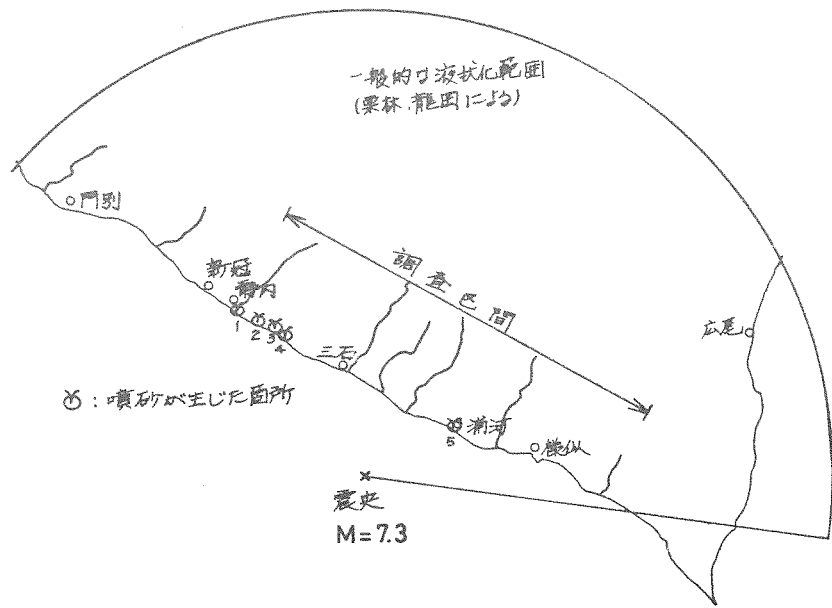 一般的な液状化範囲
(栗林、龍岡による)
門別
新冠
静内
調査区間
広尾
1
2
3
4
三石
: 噴砂が生じた箇所
浦河
5
様似
震央
M=7.3